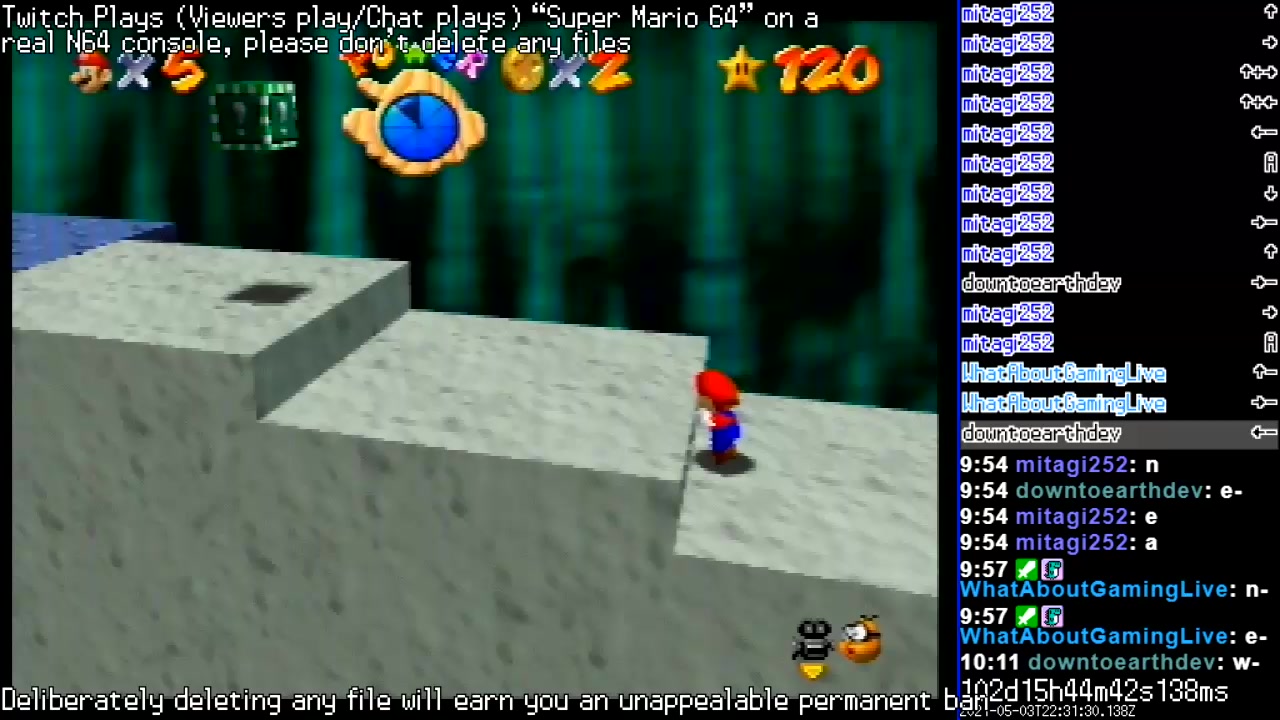 Twitch Plays (Viewers play/Chat plays) “Super Mario 64” on a
real N64 console, please don't delete any files
x5
POWER
x2
120
mitagi252 ↑
mitagi252 →
mitagi252 ↑+→
mitagi252 ↑+←
mitagi252 ←
mitagi252 A
mitagi252 ↓
mitagi252 →-
mitagi252 ↑
downtoearthdev →-
mitagi252 →
mitagi252 A
WhatAboutGamingLive ↑-
WhatAboutGamingLive →-
downtoearthdev ←-
9:54 mitagi252: n
9:54 downtoearthdev: e-
9:54 mitagi252: e
9:54 mitagi252: a
9:57
WhatAboutGamingLive: n-
9:57
WhatAboutGamingLive: e-
10:11 downtoearthdev: w-
102d15h44m42s138ms
2021-05-03T22:31:30.138Z
Deliberately deleting any file will earn you an unappealable permanent ban